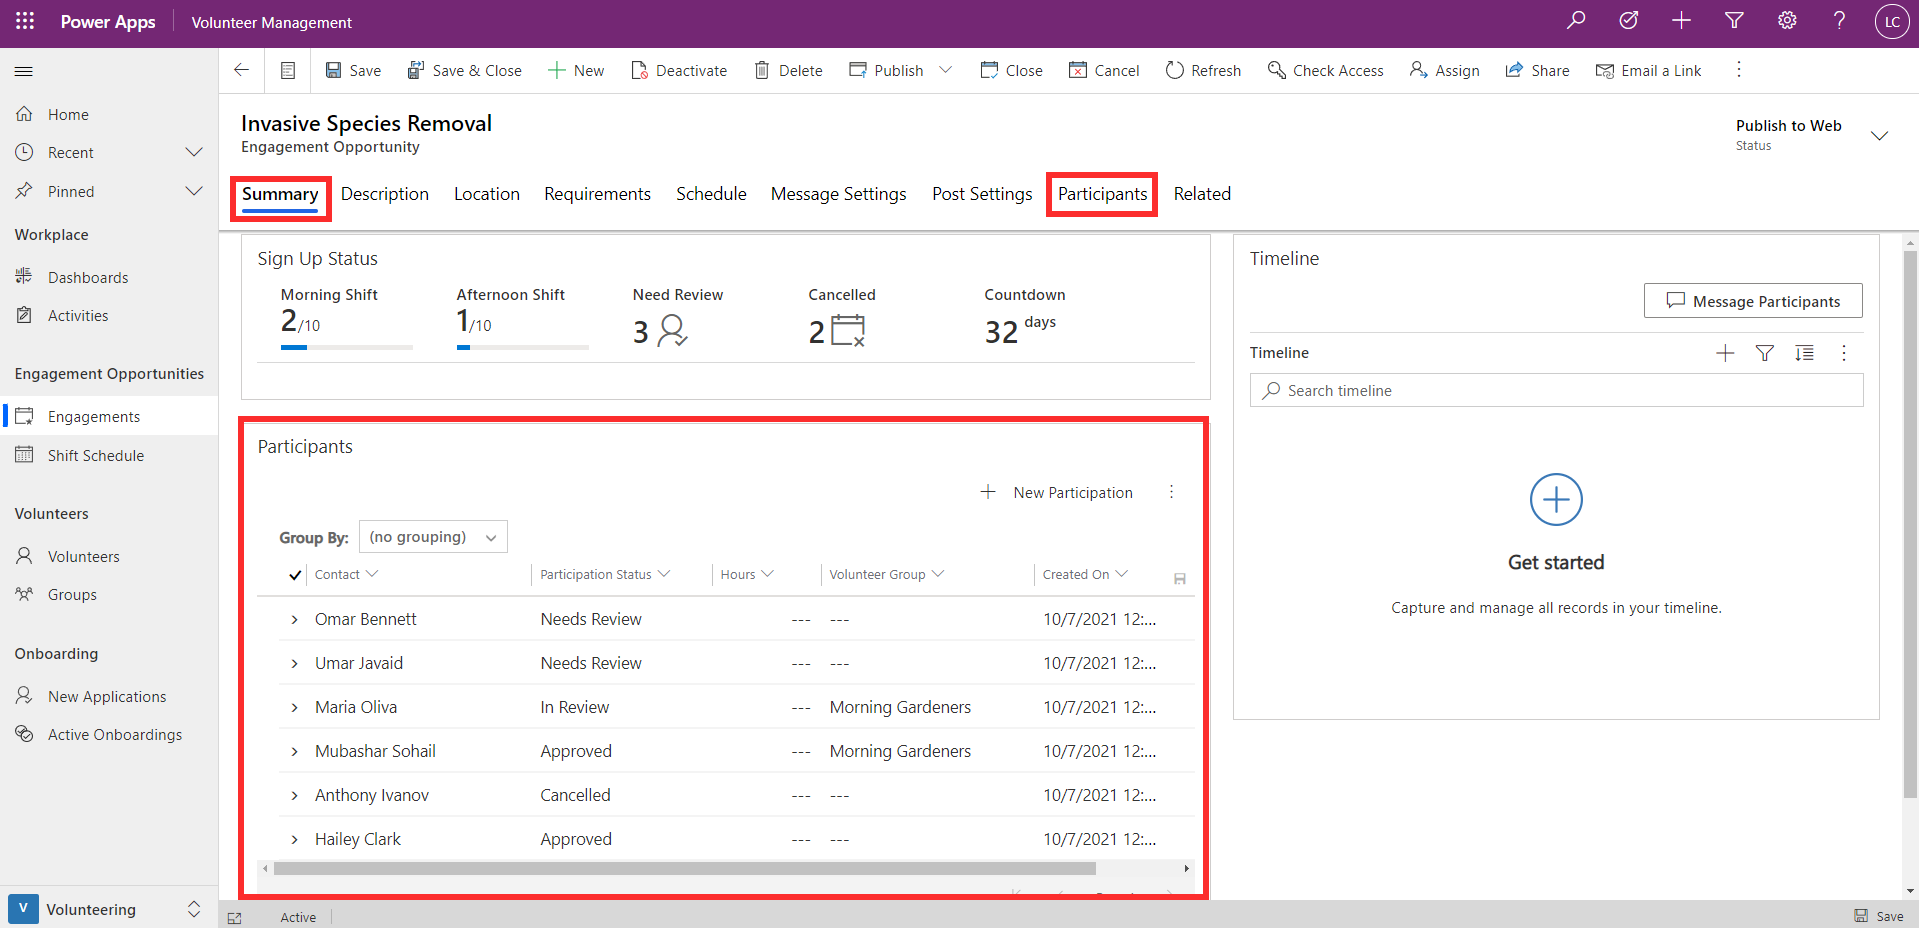 Power Apps
Volunteer Management
LC
Save
Save & Close
New
Deactivate
Delete
Publish
Close
Cancel
Refresh
Check Access
Assign
Share
Email a Link
Home
Recent
Pinned
Workplace
Dashboards
Activities
Engagement Opportunities
Engagements
Shift Schedule
Volunteers
Volunteers
Groups
Onboarding
New Applications
Active Onboardings
V Volunteering
Invasive Species Removal
Engagement Opportunity
Publish to Web
Status
Summary Description Location Requirements Schedule Message Settings Post Settings Participants Related
Sign Up Status
Morning Shift
2/10
Afternoon Shift
1/10
Need Review
3
Cancelled
2
Countdown
32 days
Participants
New Participation
Group By: (no grouping)
Contact Participation Status Hours Volunteer Group Created On
Omar Bennett Needs Review --- --- 10/7/2021 12:...
Umar Javaid Needs Review --- --- 10/7/2021 12:...
Maria Oliva In Review --- Morning Gardeners 10/7/2021 12:...
Mubashar Sohail Approved --- Morning Gardeners 10/7/2021 12:...
Anthony Ivanov Cancelled --- --- 10/7/2021 12:...
Hailey Clark Approved --- --- 10/7/2021 12:...
Timeline
Message Participants
Timeline
Search timeline
Get started
Capture and manage all records in your timeline.
Active
Save